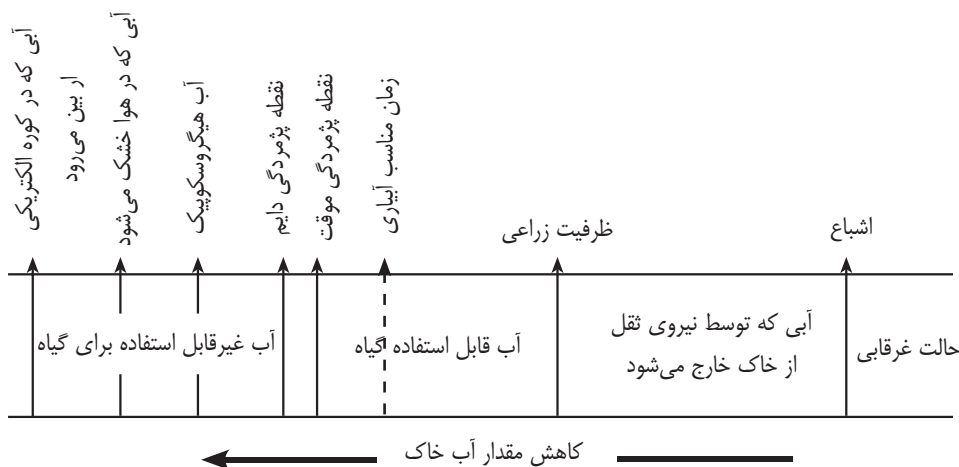 اشباع
ظرفیت زراعی
زمان مناسب آبیاری
نقطه پژمردگی موقت
نقطه پژمردگی دایم
آب هیگروسکوپیک
آبی که در هوا خشک می‌شود
آبی که در کوره الکتریکی
ار بین می‌رود
حالت غرقابی
آبی که توسط نیروی ثقل
از خاک خارج می‌شود
آب قابل استفاده گیاه
آب غیرقابل استفاده برای گیاه
کاهش مقدار آب خاک